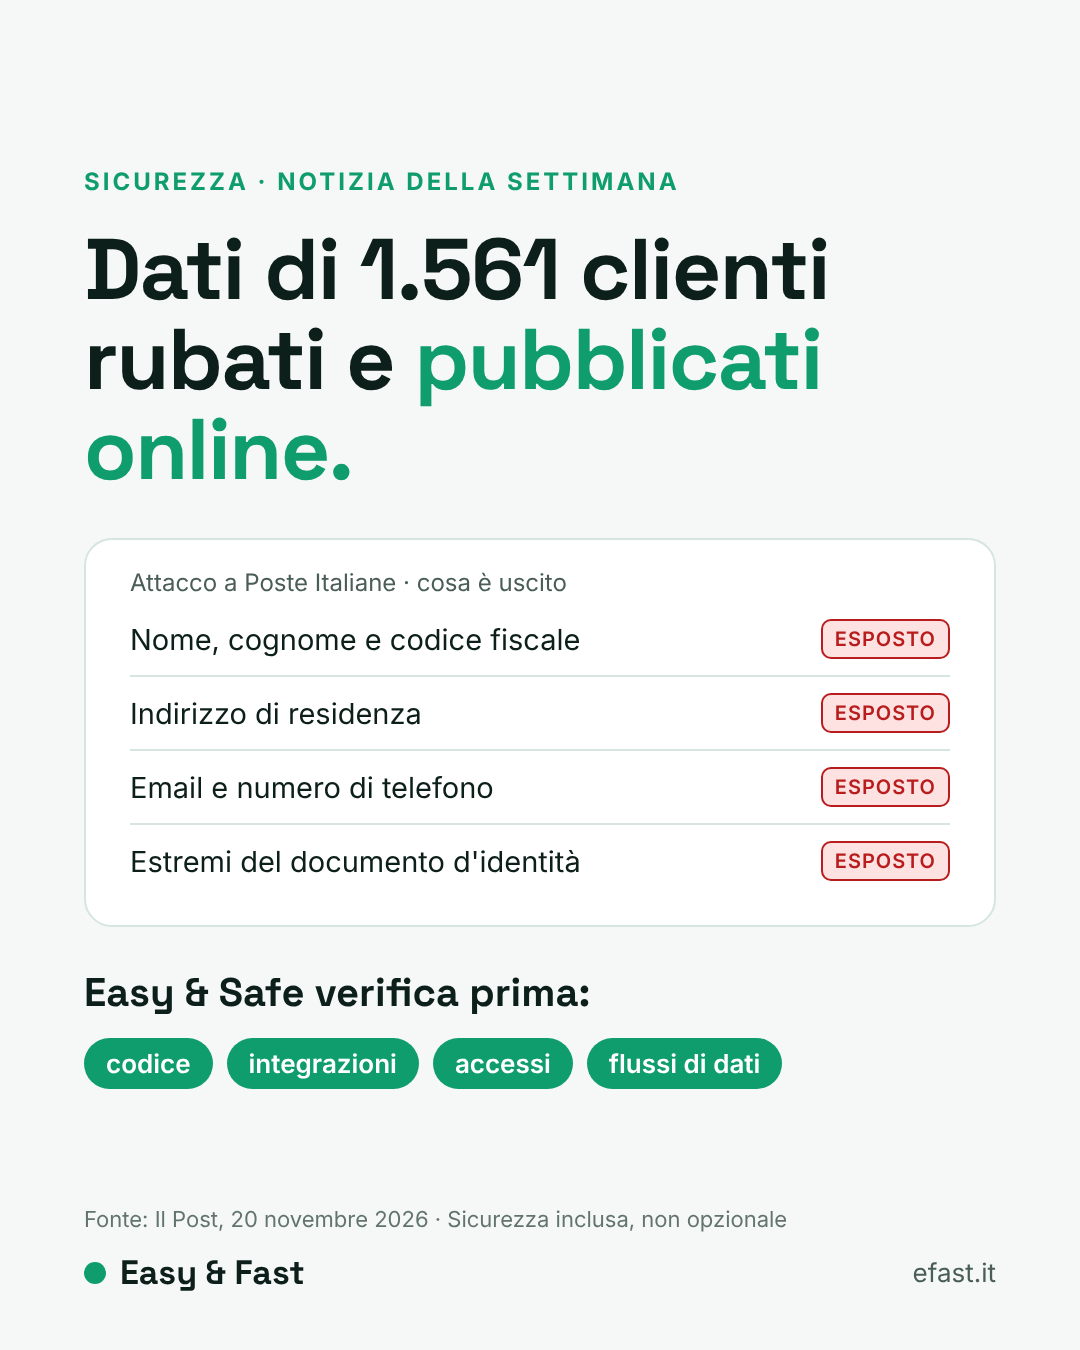 SICUREZZA · NOTIZIA DELLA SETTIMANA
Dati di 1.561 clienti
rubati e pubblicati
online.
Attacco a Poste Italiane · cosa è uscito
Nome, cognome e codice fiscale ESPOSTO
Indirizzo di residenza ESPOSTO
Email e numero di telefono ESPOSTO
Estremi del documento d'identità ESPOSTO
Easy & Safe verifica prima:
codice integrazioni accessi flussi di dati
Fonte: Il Post, 20 novembre 2026 · Sicurezza inclusa, non opzionale
Easy & Fast efast.it